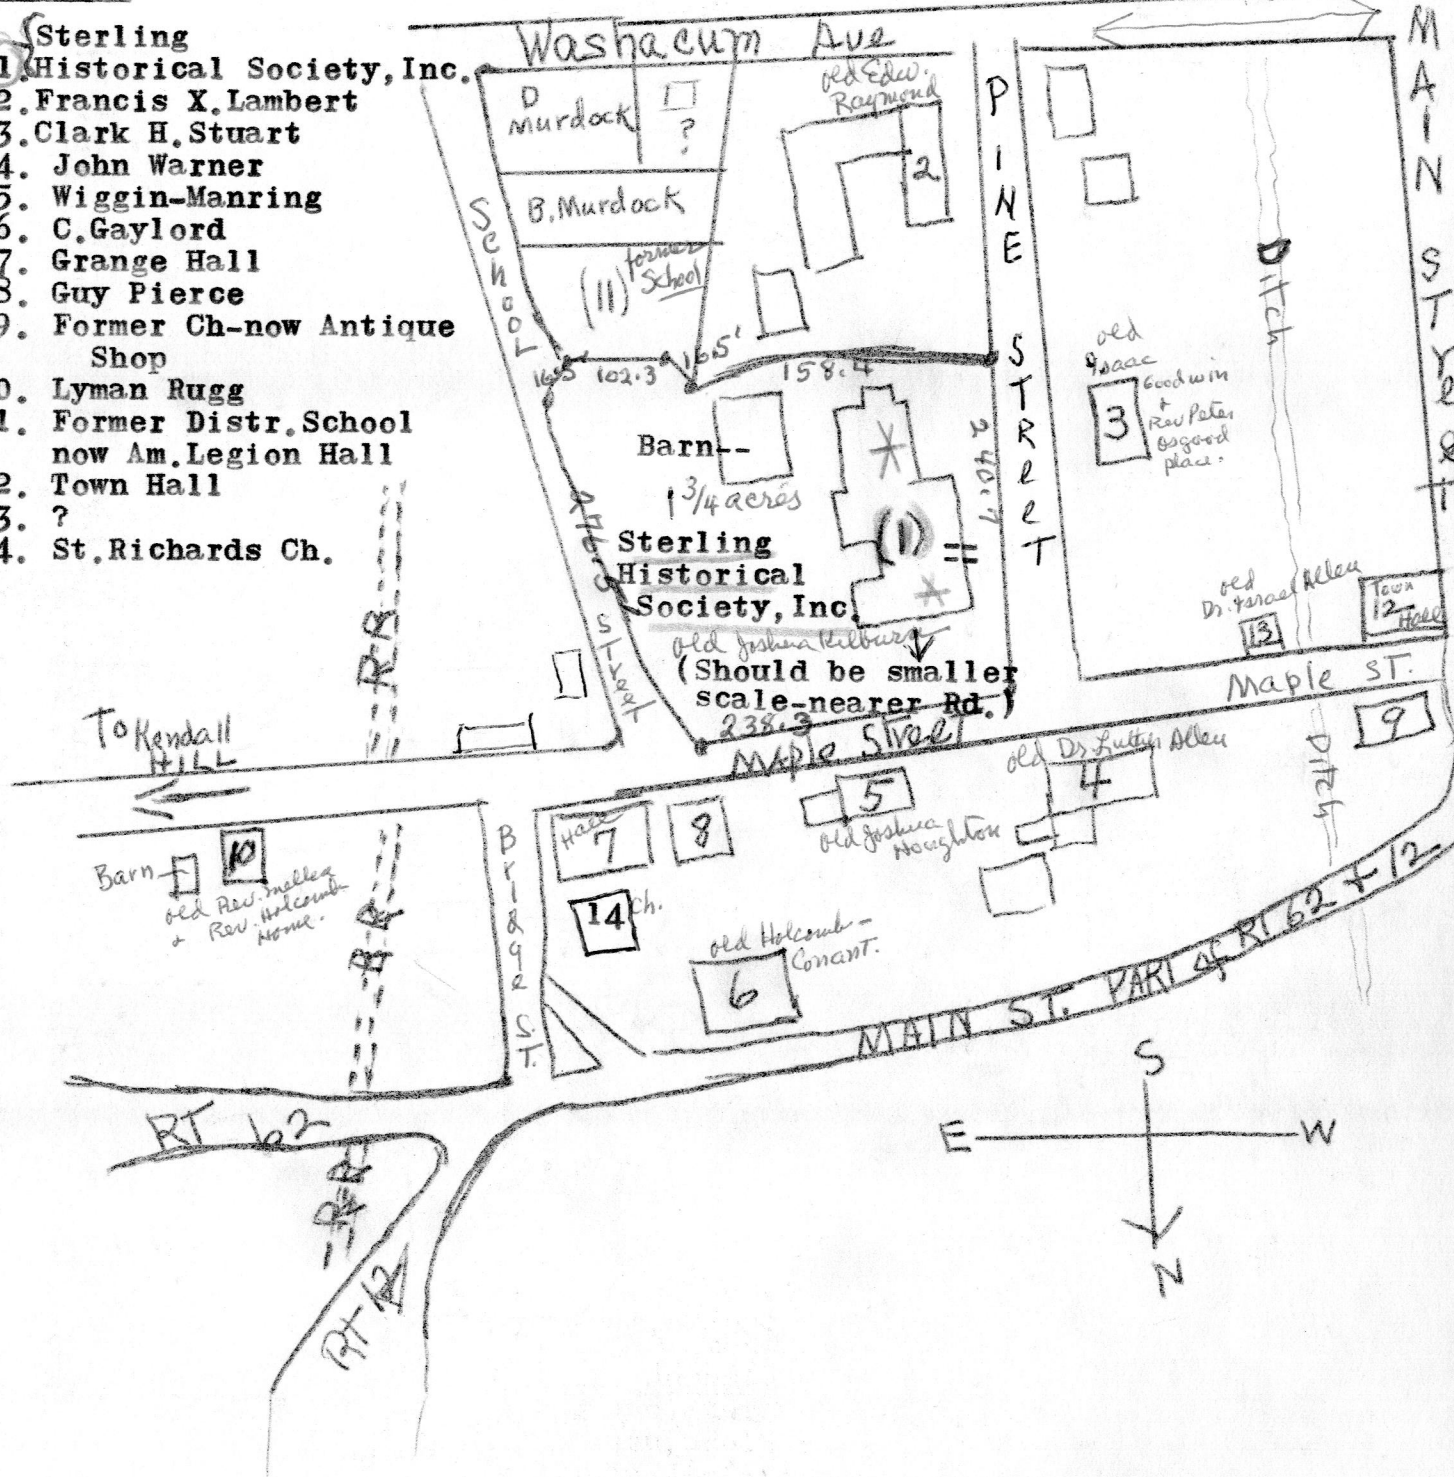 Sterling
1. Historical Society, Inc.
2. Francis X. Lambert
3. Clark H. Stuart
4. John Warner
5. Wiggin-Manring
6. C. Gaylord
7. Grange Hall
8. Guy Pierce
9. Former Ch-now Antique
Shop
0. Lyman Rugg
1. Former Distr. School
now Am. Legion Hall
2. Town Hall
3. ?
4. St. Richards Ch.
Washacum Ave
MAIN STreet
PINE STReeT
School Street
D
Murdock
?
B. Murdock
(11)
former
School
old Edw.
Raymond
2
Ditch
old
Isaac
Goodwin
+
Rev Peter
Osgood
place.
3
16.5'
102.3
16.5'
158.4
240.7
276.5
238.3
Barn--
1 3/4 acres
(1)
Sterling
Historical
Society, Inc.
old Joshua Kilburn
(Should be smaller
scale-nearer Rd.)
old
Dr. Israel Allen
13
Town
12
Hall
Maple ST.
Maple Street
9
Ditch
R-R
To Kendall
HILL
Barn
10
old Rev.
+ Rev. Holcomb
Home.
R-R
Bridge ST.
Hall
7
8
5
old Joshua
Houghton
old Dr. Luther Allen
4
14
Ch.
old Holcomb-
Conant.
6
MAIN ST. PART of RT 62 + 12
RT 62
R-R
RT 12
S
E
W
N